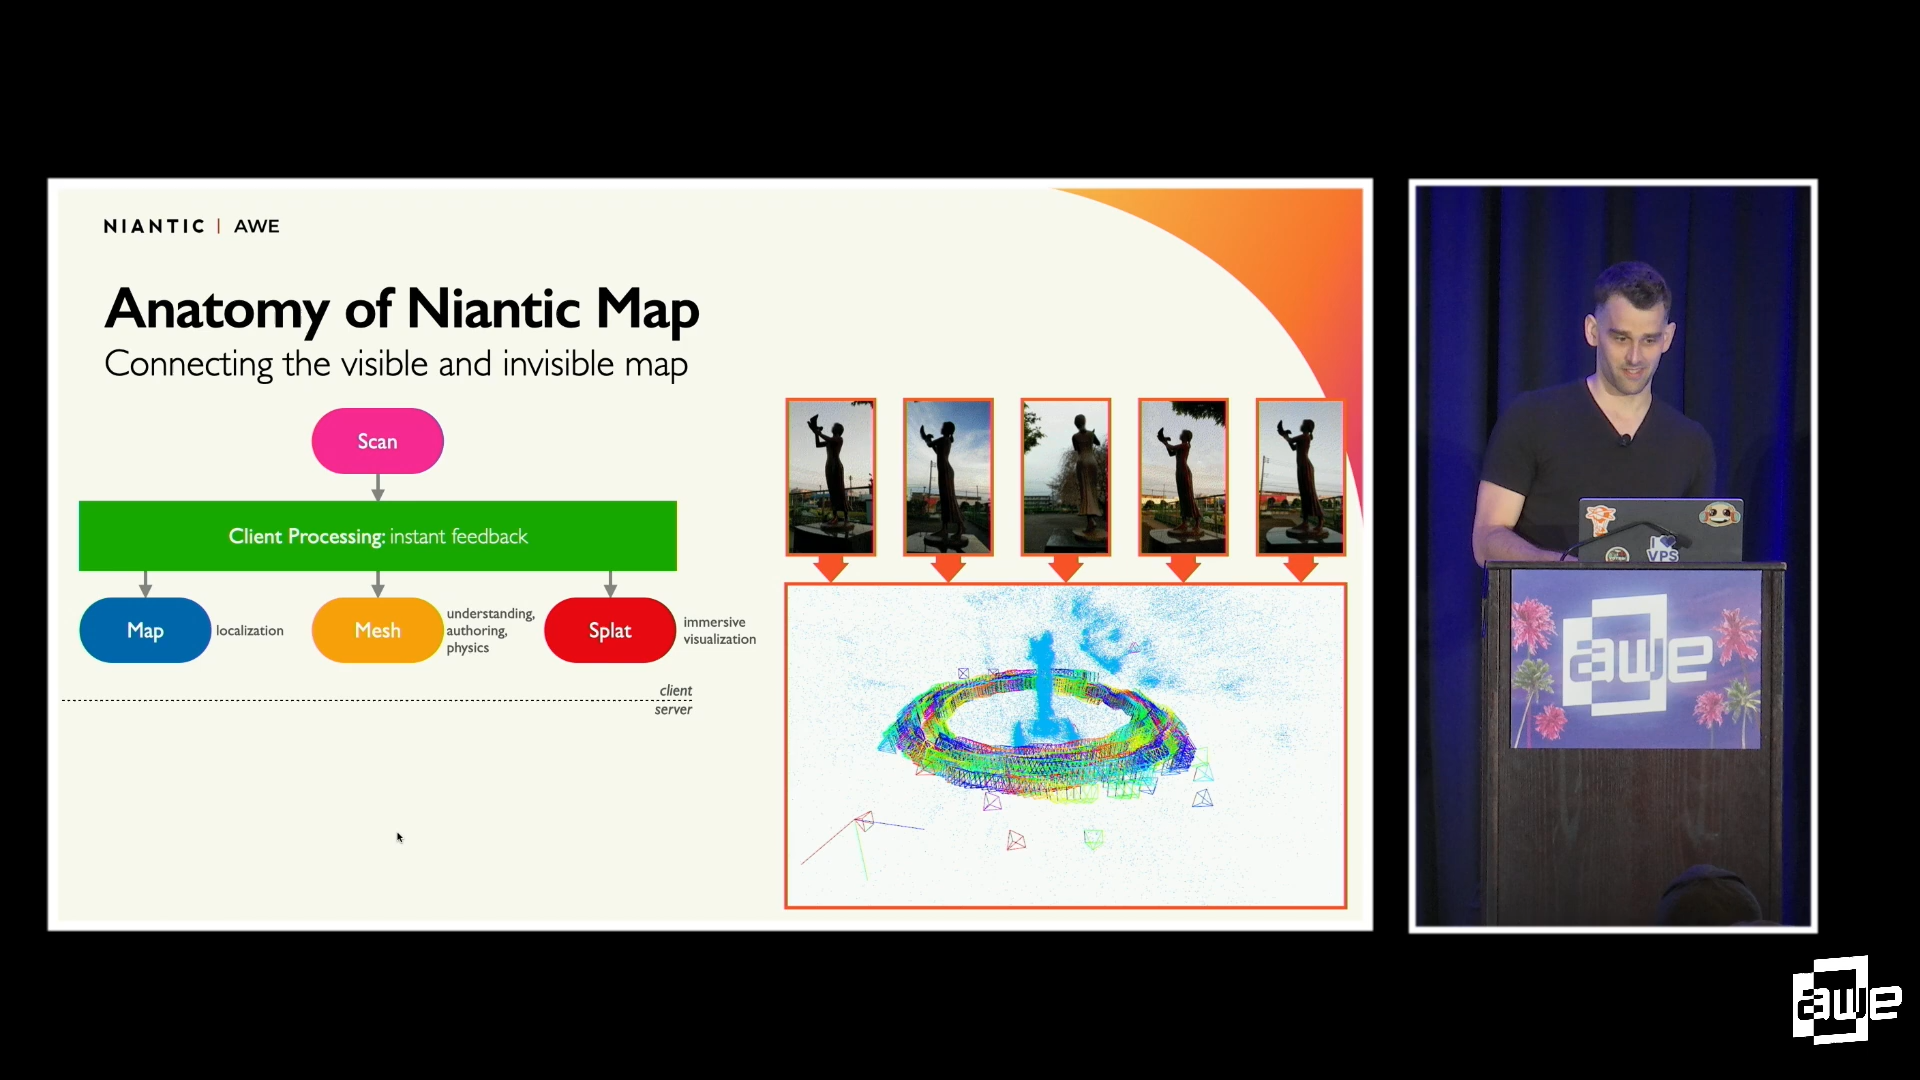 NIANTIC | AWE
Anatomy of Niantic Map
Connecting the visible and invisible map
Scan
Client Processing: instant feedback
Map
localization
Mesh
understanding,
authoring,
physics
Splat
immersive
visualization
client
server
I
VPS
awe
awe